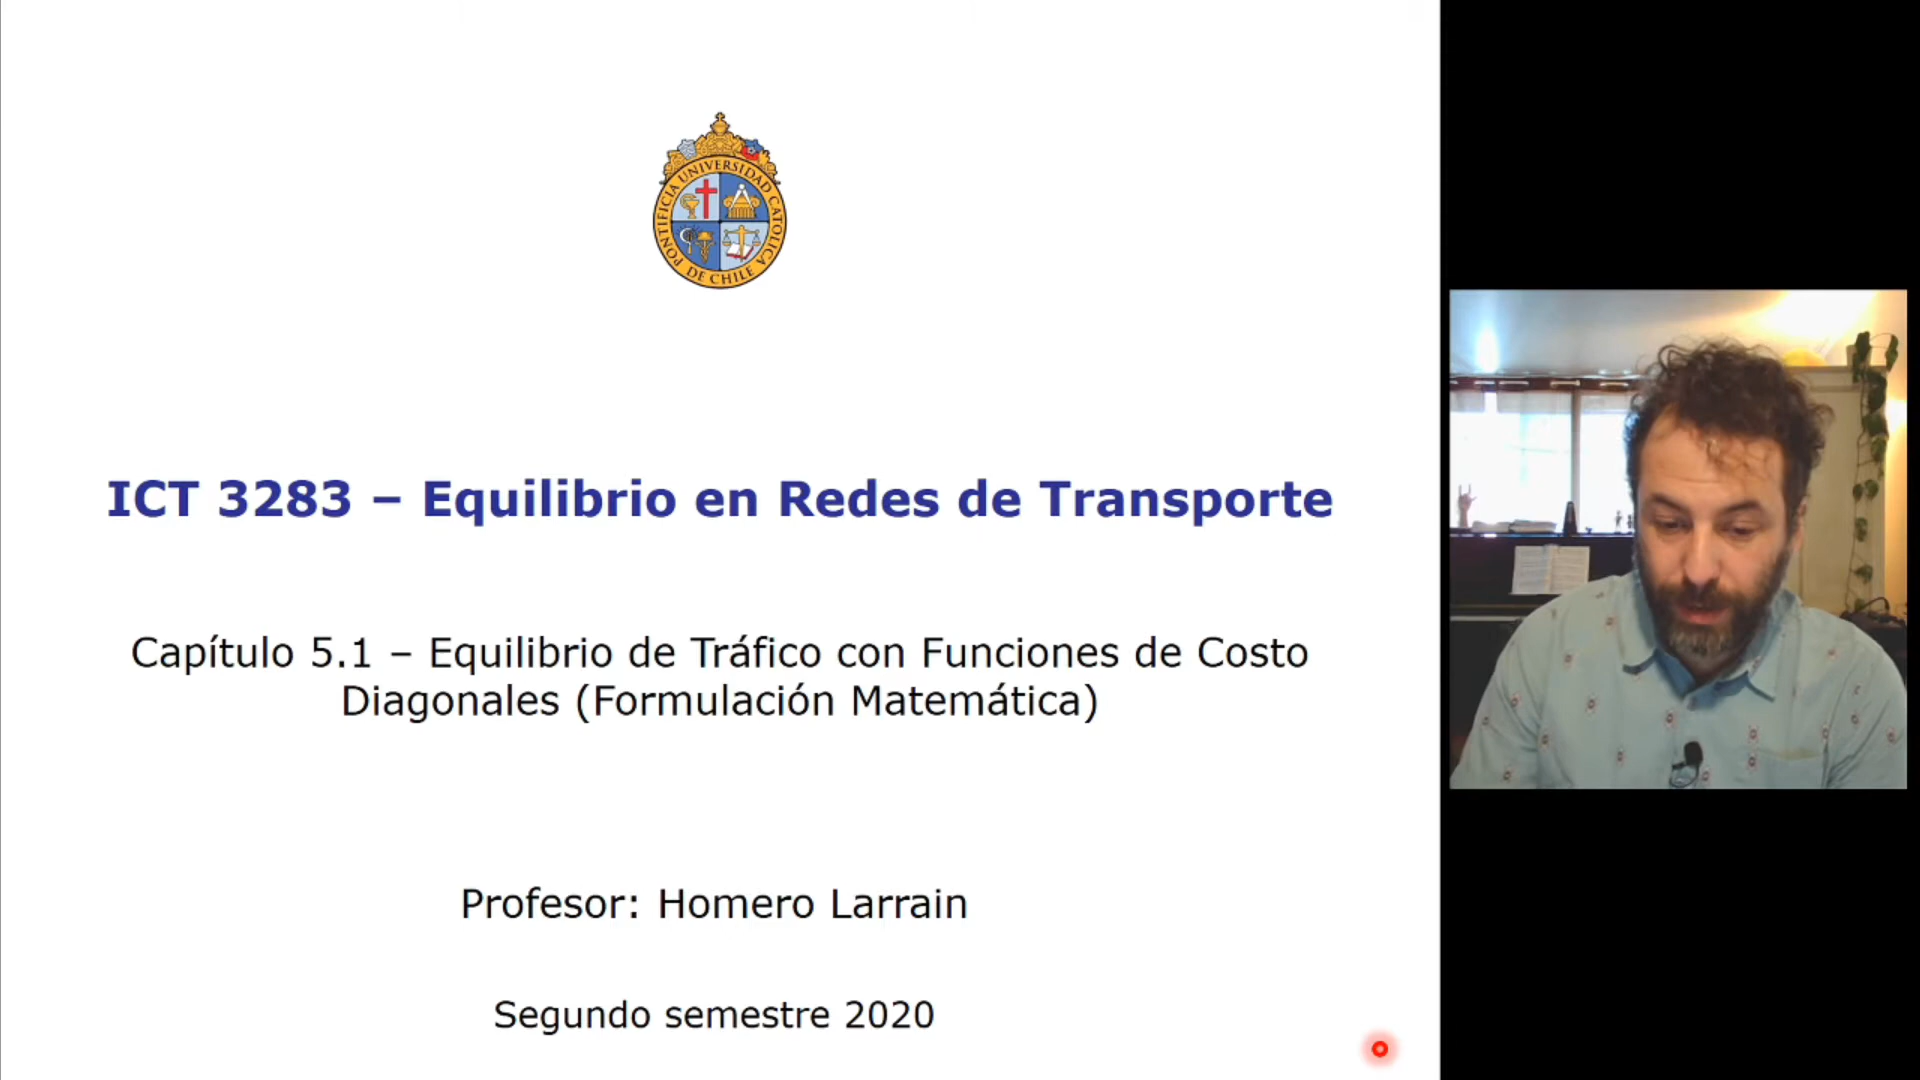 PONTIFICIA UNIVERSIDAD CATOLICA
DE CHILE
ICT 3283 – Equilibrio en Redes de Transporte
Capítulo 5.1 – Equilibrio de Tráfico con Funciones de Costo
Diagonales (Formulación Matemática)
Profesor: Homero Larrain
Segundo semestre 2020